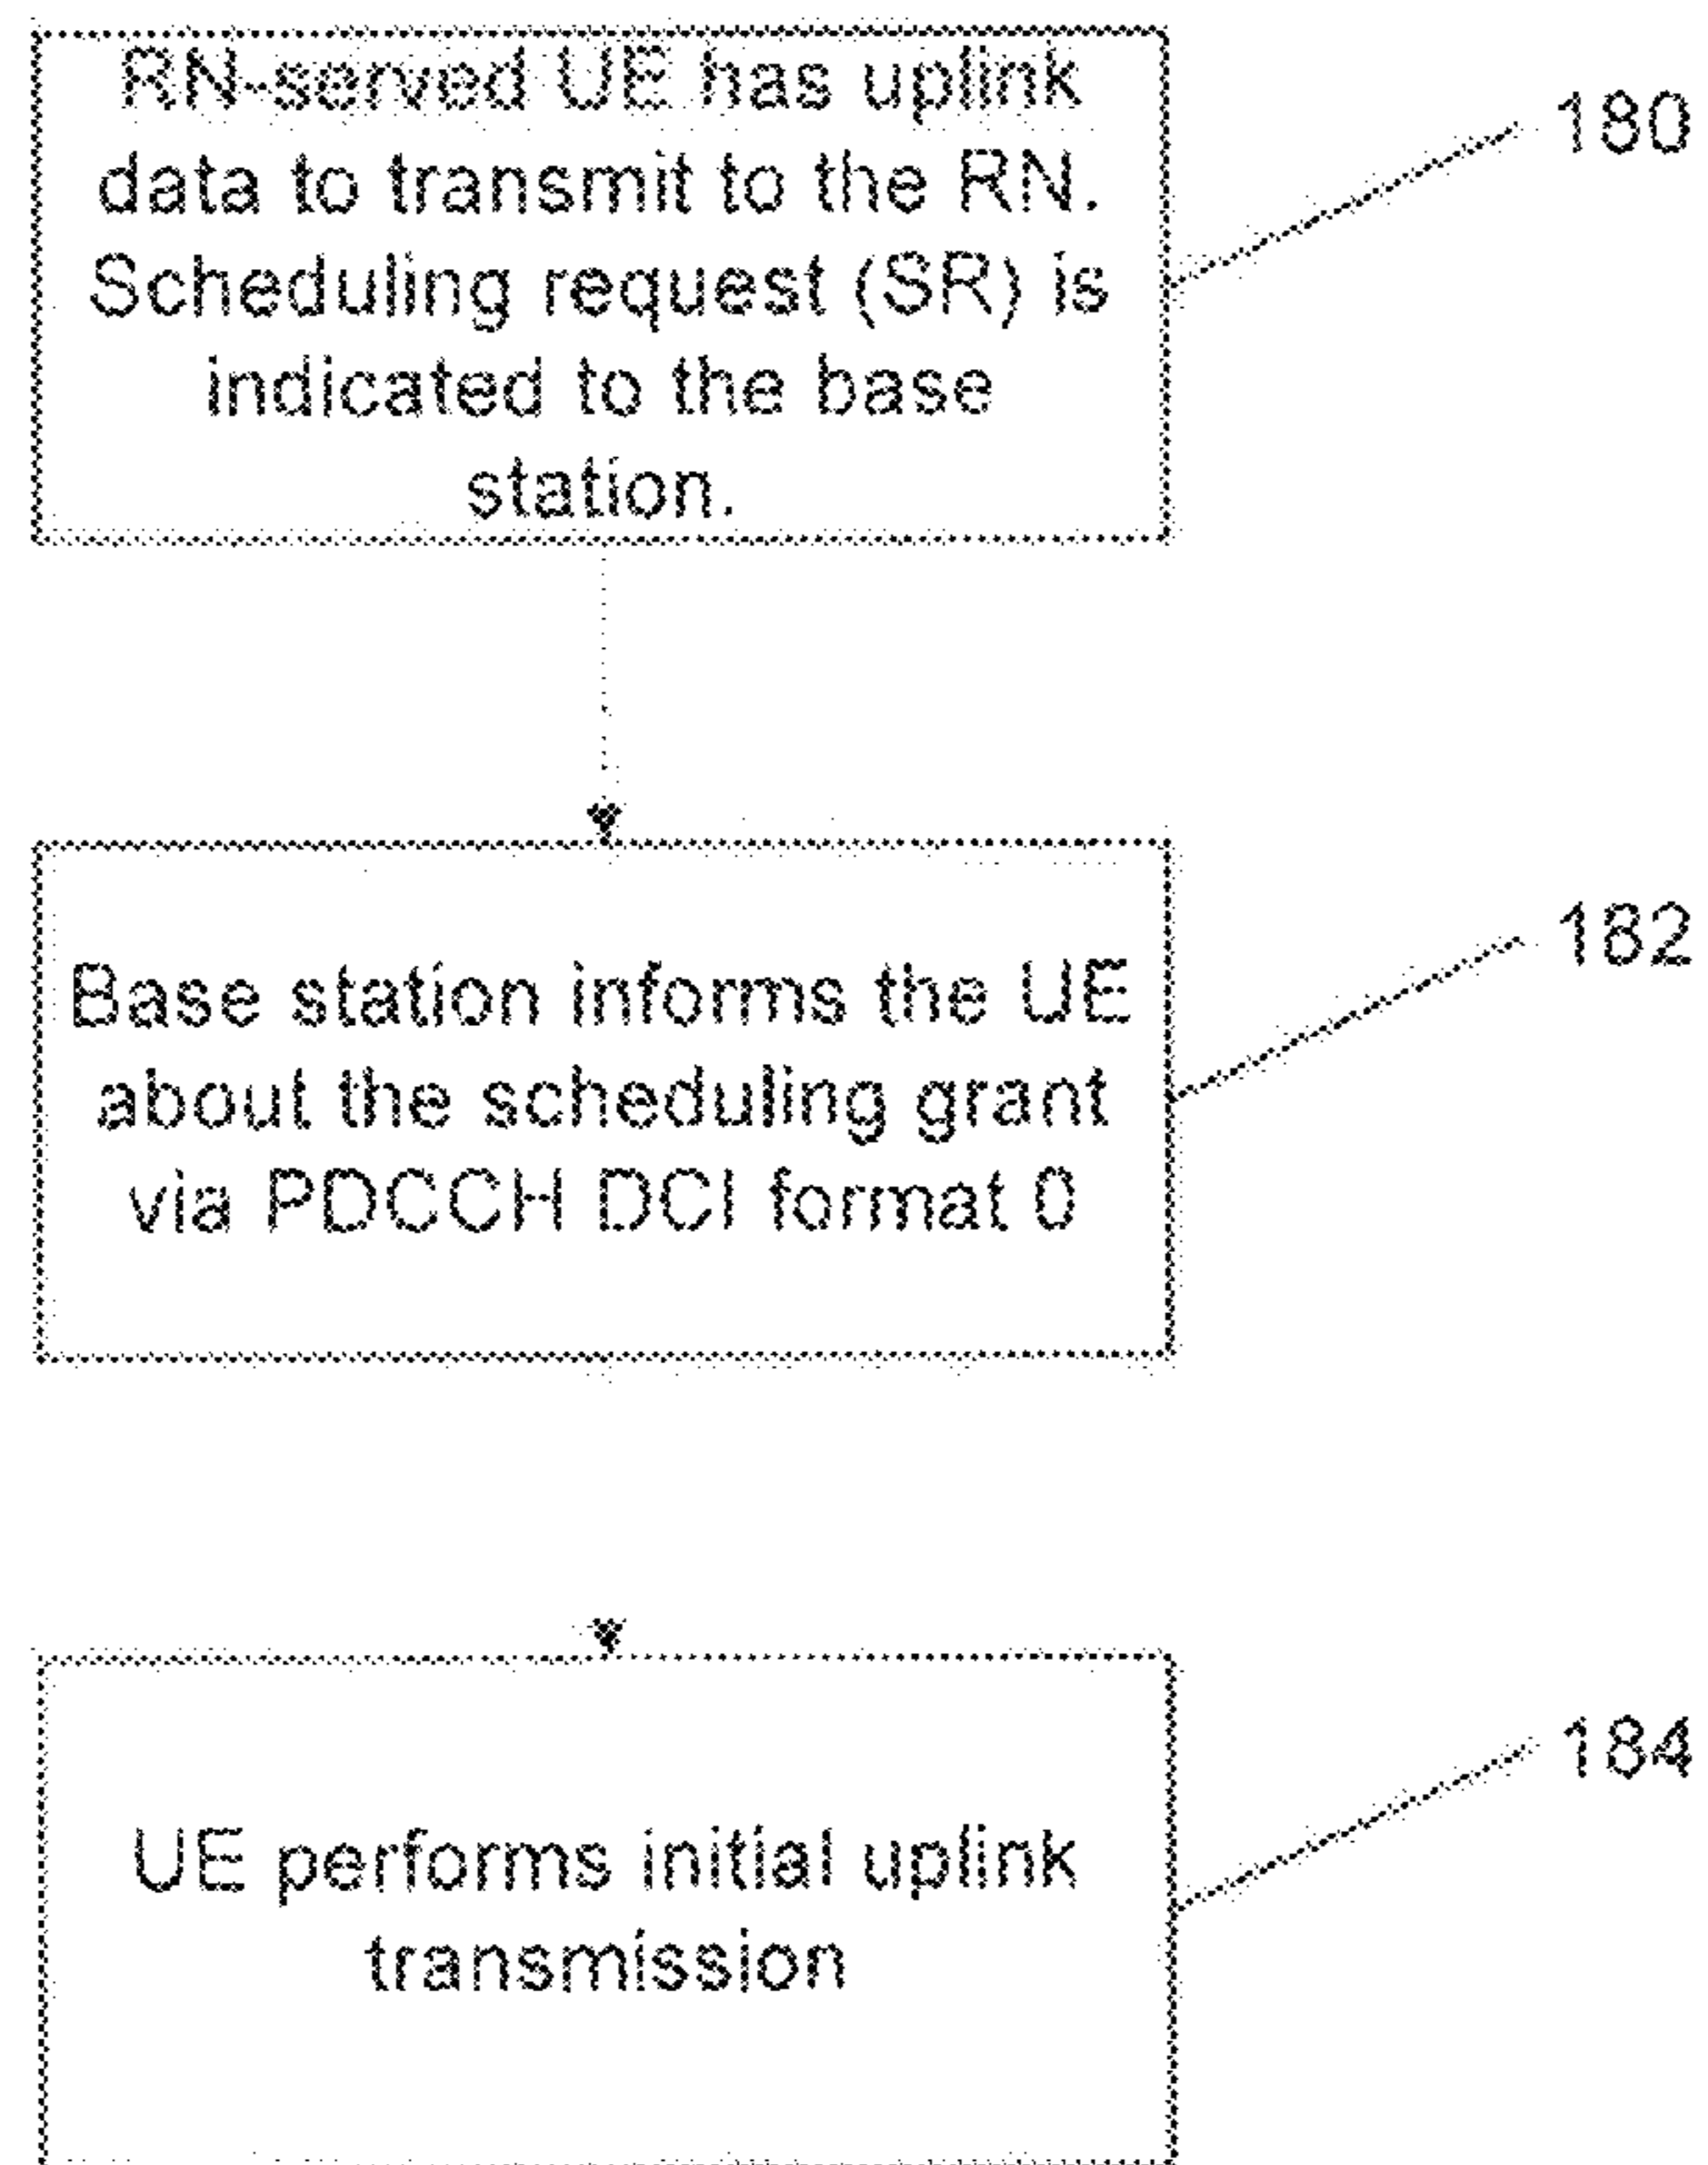 RN-served UE has uplink
data to transmit to the RN.
Scheduling request (SR) is
indicated to the base
station.
180
Base station informs the UE
about the scheduling grant
via PDCCH DCI format 0
182
UE performs initial uplink
transmission
184